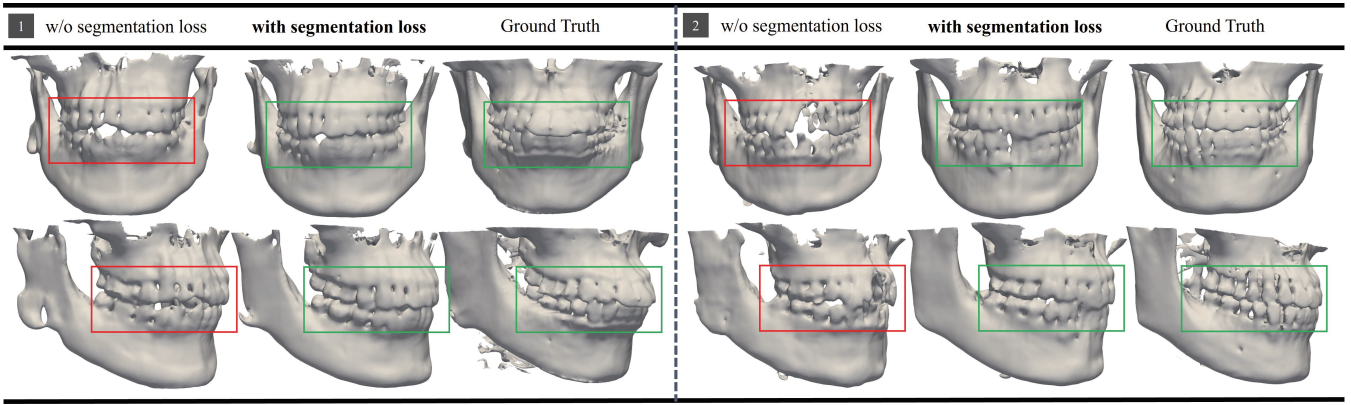 1 w/o segmentation loss with segmentation loss Ground Truth
2 w/o segmentation loss with segmentation loss Ground Truth